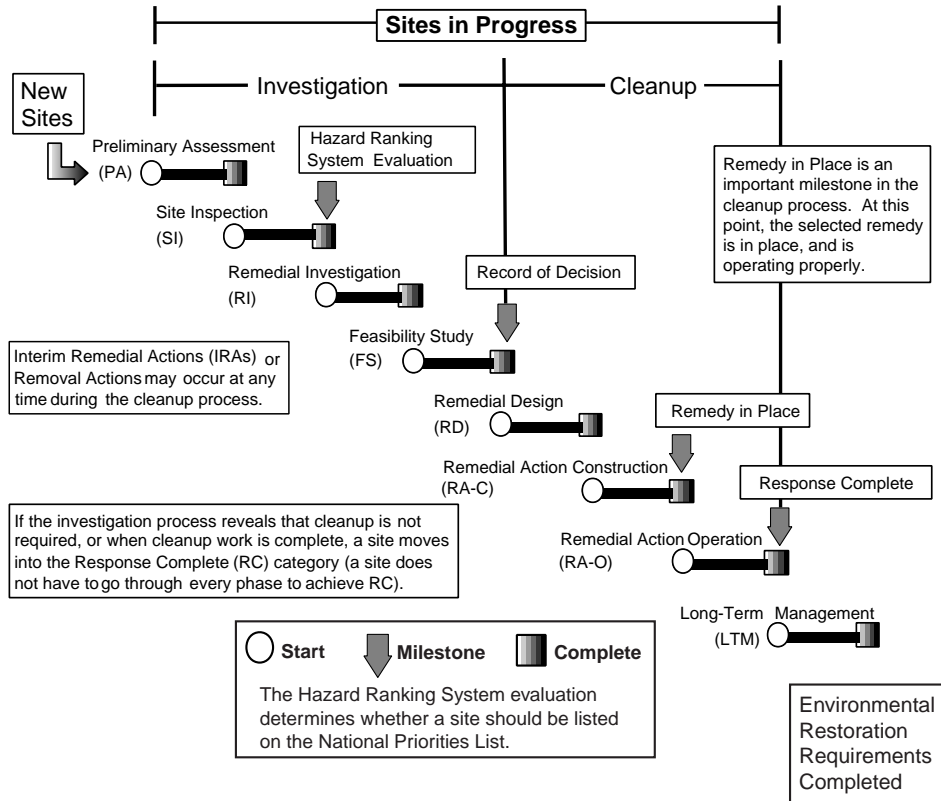 Sites in Progress
Investigation
Cleanup
New
Sites
Preliminary Assessment
(PA)
Hazard Ranking
System Evaluation
Site Inspection
(SI)
Remedy in Place is an
important milestone in the
cleanup process. At this
point, the selected remedy
is in place, and is
operating properly.
Remedial Investigation
(RI)
Record of Decision
Feasibility Study
(FS)
Interim Remedial Actions (IRAs) or
Removal Actions may occur at any
time during the cleanup process.
Remedial Design
(RD)
Remedy in Place
Remedial Action Construction
(RA-C)
Response Complete
If the investigation process reveals that cleanup is not
required, or when cleanup work is complete, a site moves
into the Response Complete (RC) category (a site does
not have to go through every phase to achieve RC).
Remedial Action Operation
(RA-O)
Long-Term Management
(LTM)
Start
Milestone
Complete
The Hazard Ranking System evaluation
determines whether a site should be listed
on the National Priorities List.
Environmental
Restoration
Requirements
Completed